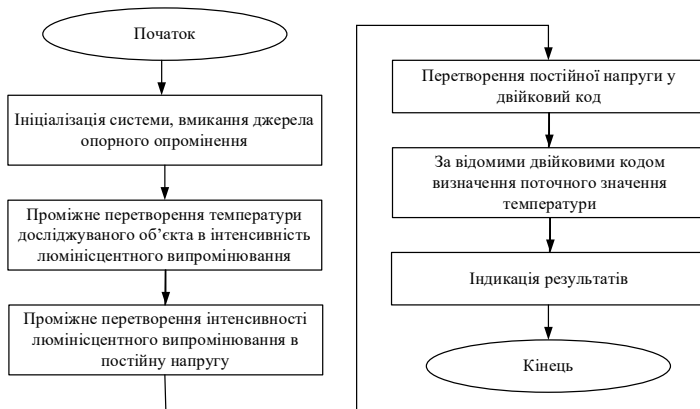 Початок
Ініціалізація системи, вмикання джерела
опорного опромінення
Проміжне перетворення температури
досліджуваного об’єкта в інтенсивність
люмінісцентного випромінювання
Проміжне перетворення інтенсивності
люмінісцентного випромінювання в
постійну напругу
Перетворення постійної напруги у
двійковий код
За відомими двійковими кодом
визначення поточного значення
температури
Індикація результатів
Кінець